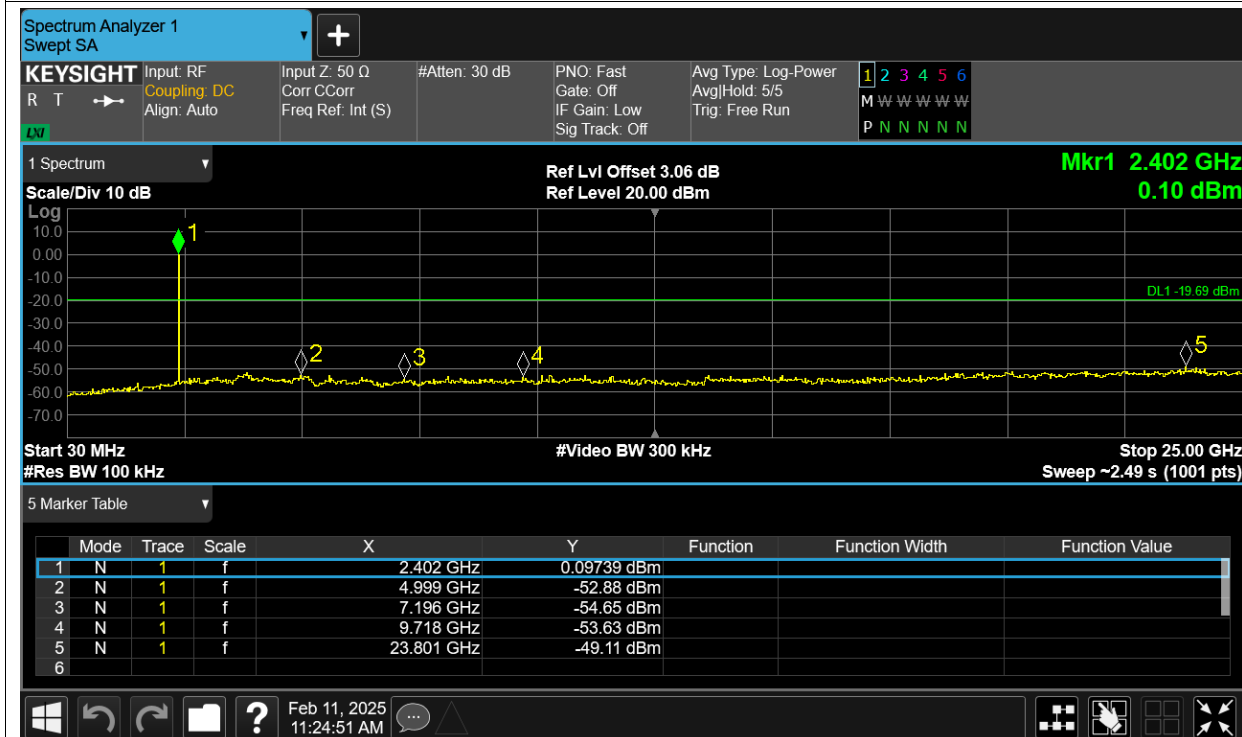 Spectrum Analyzer 1
Swept SA
+
KEYSIGHT Input: RF Input Z: 50 Ω #Atten: 30 dB PNO: Fast Avg Type: Log-Power 1 2 3 4 5 6
R T Coupling: DC Corr CCorr Gate: Off Avg|Hold: 5/5 M W W W W W
Align: Auto Freq Ref: Int (S) IF Gain: Low Trig: Free Run
LXI Sig Track: Off P N N N N N
1 Spectrum Mkr1 2.402 GHz
Ref Lvl Offset 3.06 dB
Scale/Div 10 dB Ref Level 20.00 dBm 0.10 dBm
Log
10.0 1
0.00
-10.0
-20.0 DL1 -19.69 dBm
-30.0
-40.0 2 3 4 5
-50.0
-60.0
-70.0
Start 30 MHz #Video BW 300 kHz Stop 25.00 GHz
#Res BW 100 kHz Sweep ~2.49 s (1001 pts)
5 Marker Table
Mode Trace Scale X Y Function Function Width Function Value
1 N 1 f 2.402 GHz 0.09739 dBm
2 N 1 f 4.999 GHz -52.88 dBm
3 N 1 f 7.196 GHz -54.65 dBm
4 N 1 f 9.718 GHz -53.63 dBm
5 N 1 f 23.801 GHz -49.11 dBm
6
? Feb 11, 2025
11:24:51 AM